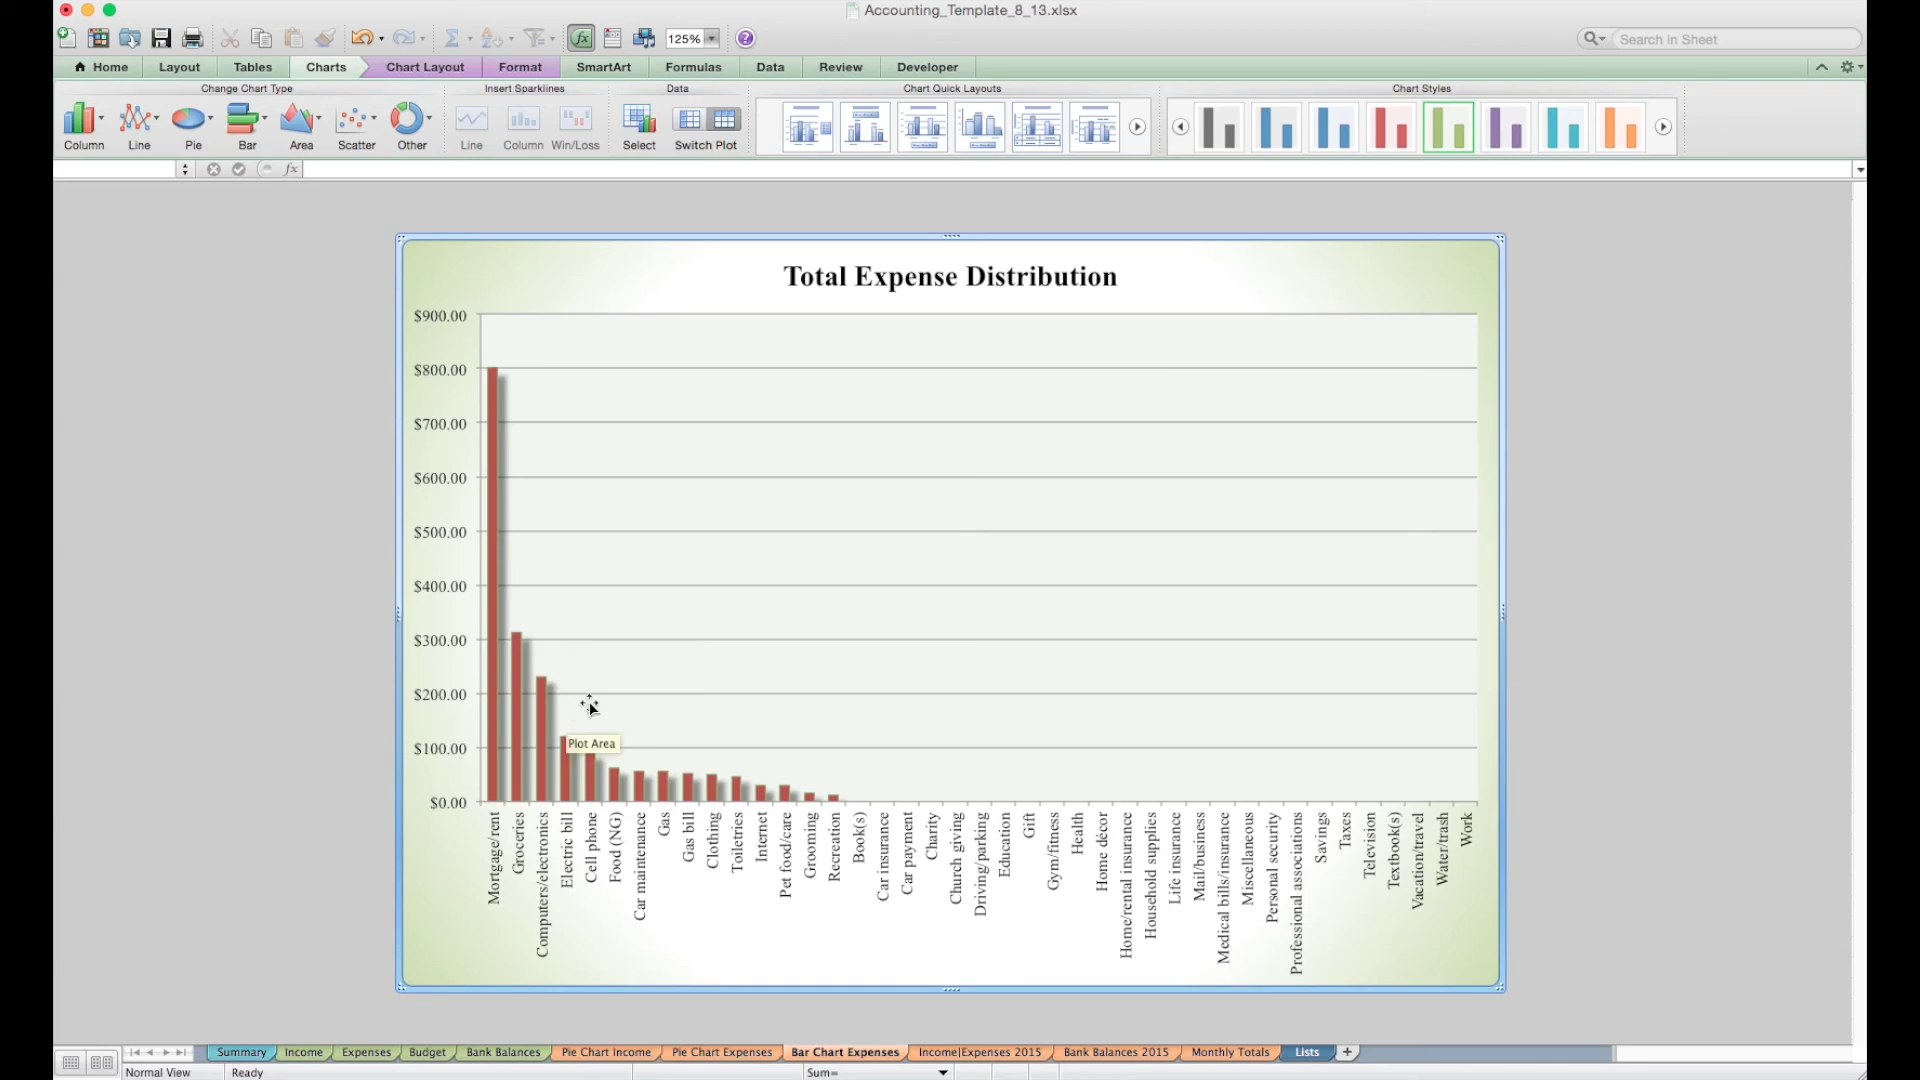 Accounting_Template_8_13.xlsx
125%
Search in Sheet
Home Layout Tables Charts Chart Layout Format SmartArt Formulas Data Review Developer
Change Chart Type Insert Sparklines Data Chart Quick Layouts Chart Styles
Column Line Pie Bar Area Scatter Other Line Column Win/Loss Select Switch Plot
fx
Total Expense Distribution
$900.00
$800.00
$700.00
$600.00
$500.00
$400.00
$300.00
$200.00
$100.00
$0.00
Plot Area
Mortgage/rent
Groceries
Computers/electronics
Electric bill
Cell phone
Food (NG)
Car maintenance
Gas
Gas bill
Clothing
Toiletries
Internet
Pet food/care
Grooming
Recreation
Book(s)
Car insurance
Car payment
Charity
Church giving
Driving/parking
Education
Gift
Gym/fitness
Health
Home décor
Home/rental insurance
Household supplies
Life insurance
Mail/business
Medical bills/insurance
Miscellaneous
Personal security
Professional associations
Savings
Taxes
Television
Textbook(s)
Vacation/travel
Water/trash
Work
Summary Income Expenses Budget Bank Balances Pie Chart Income Pie Chart Expenses Bar Chart Expenses Income|Expenses 2015 Bank Balances 2015 Monthly Totals Lists +
Normal View Ready Sum=